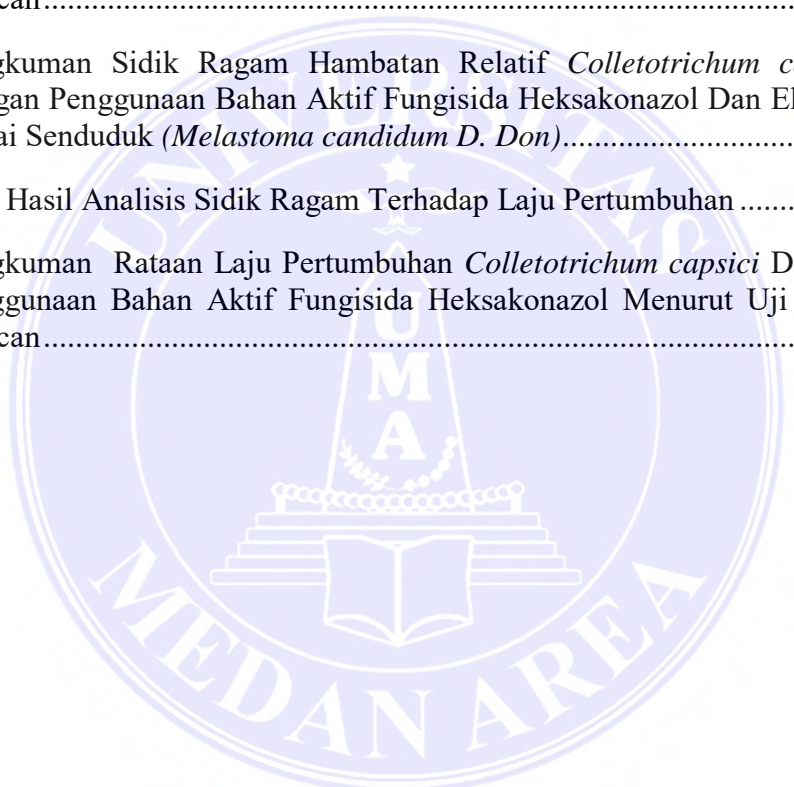 can....................................................................................................
gkuman Sidik Ragam Hambatan Relatif Colletotrichum ca
gan Penggunaan Bahan Aktif Fungisida Heksakonazol Dan El
ai Senduduk (Melastoma candidum D. Don)..............................
Hasil Analisis Sidik Ragam Terhadap Laju Pertumbuhan .......
gkuman Rataan Laju Pertumbuhan Colletotrichum capsici D
ggunaan Bahan Aktif Fungisida Heksakonazol Menurut Uji
can....................................................................................................
UNIVERSITAS
UMA
MEDAN AREA